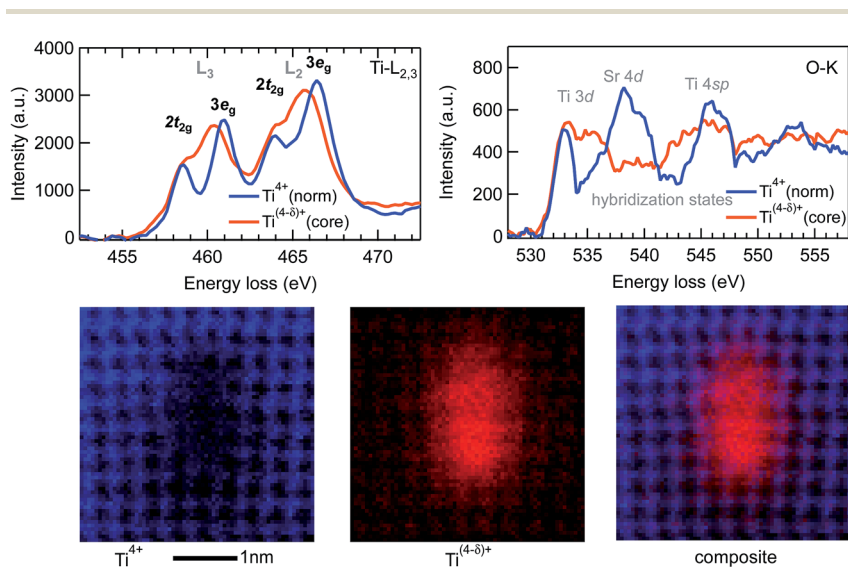 4000
3000
2000
1000
0
Intensity (a.u.)
L3
L2
Ti-L2,3
2t2g
3eg
2t2g
3eg
Ti4+(norm)
Ti(4-δ)+(core)
455
460
465
470
Energy loss (eV)
800
600
400
200
0
Intensity (a.u.)
O-K
Ti 3d
Sr 4d
Ti 4sp
Ti4+(norm)
hybridization states
Ti(4-δ)+(core)
530
535
540
545
550
555
Energy loss (eV)
Ti4+
1nm
Ti(4-δ)+
composite